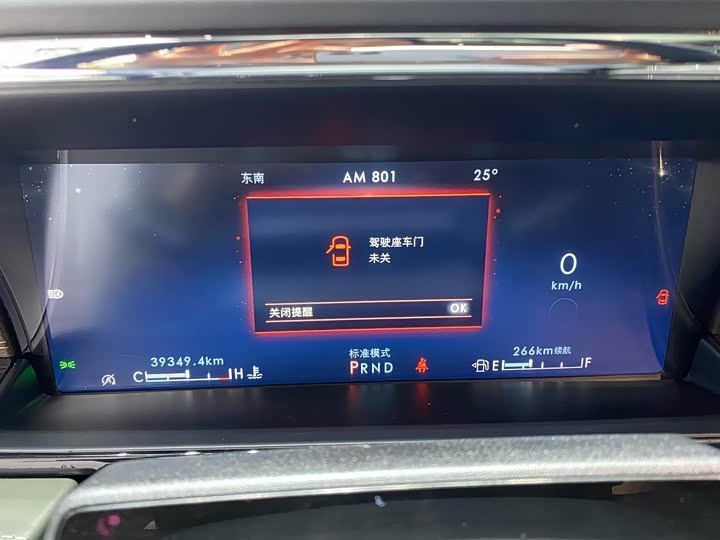 东南 AM 801 25°
驾驶座车门
未关
0
km/h
关闭提醒 OK
39349.4km 标准模式 266km续航
C H PRND E F